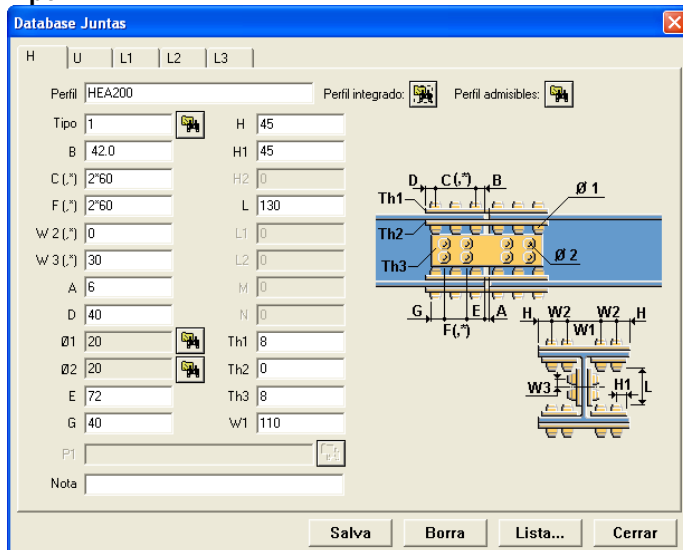 Database Juntas
H U L1 L2 L3
Perfil HEA200 Perfil integrado: Perfil admisibles:
Tipo 1 H 45
B 42.0 H1 45
C (,*) 2*60 H2 0
F (,*) 2*60 L 130
W 2 (,*) 0 L1 0
W 3 (,*) 30 L2 0
A 6 M 0
D 40 N 0
Ø1 20 Th1 8
Ø2 20 Th2 0
E 72 Th3 8
G 40 W1 110
P1
Nota
D C(,*) B Ø 1
Th1
Th2
Th3 Ø 2
G F(,*) E A
H W2 W2 H
W1
W3 H1 L
Salva Borra Lista... Cerrar